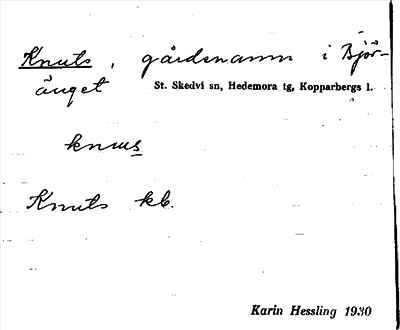 Knuts, gårdsnamn i Björ-
änget St. Skedvi sn, Hedemora tg, Kopparbergs l.
knus
Knuts kb.
Karin Hessling 1930